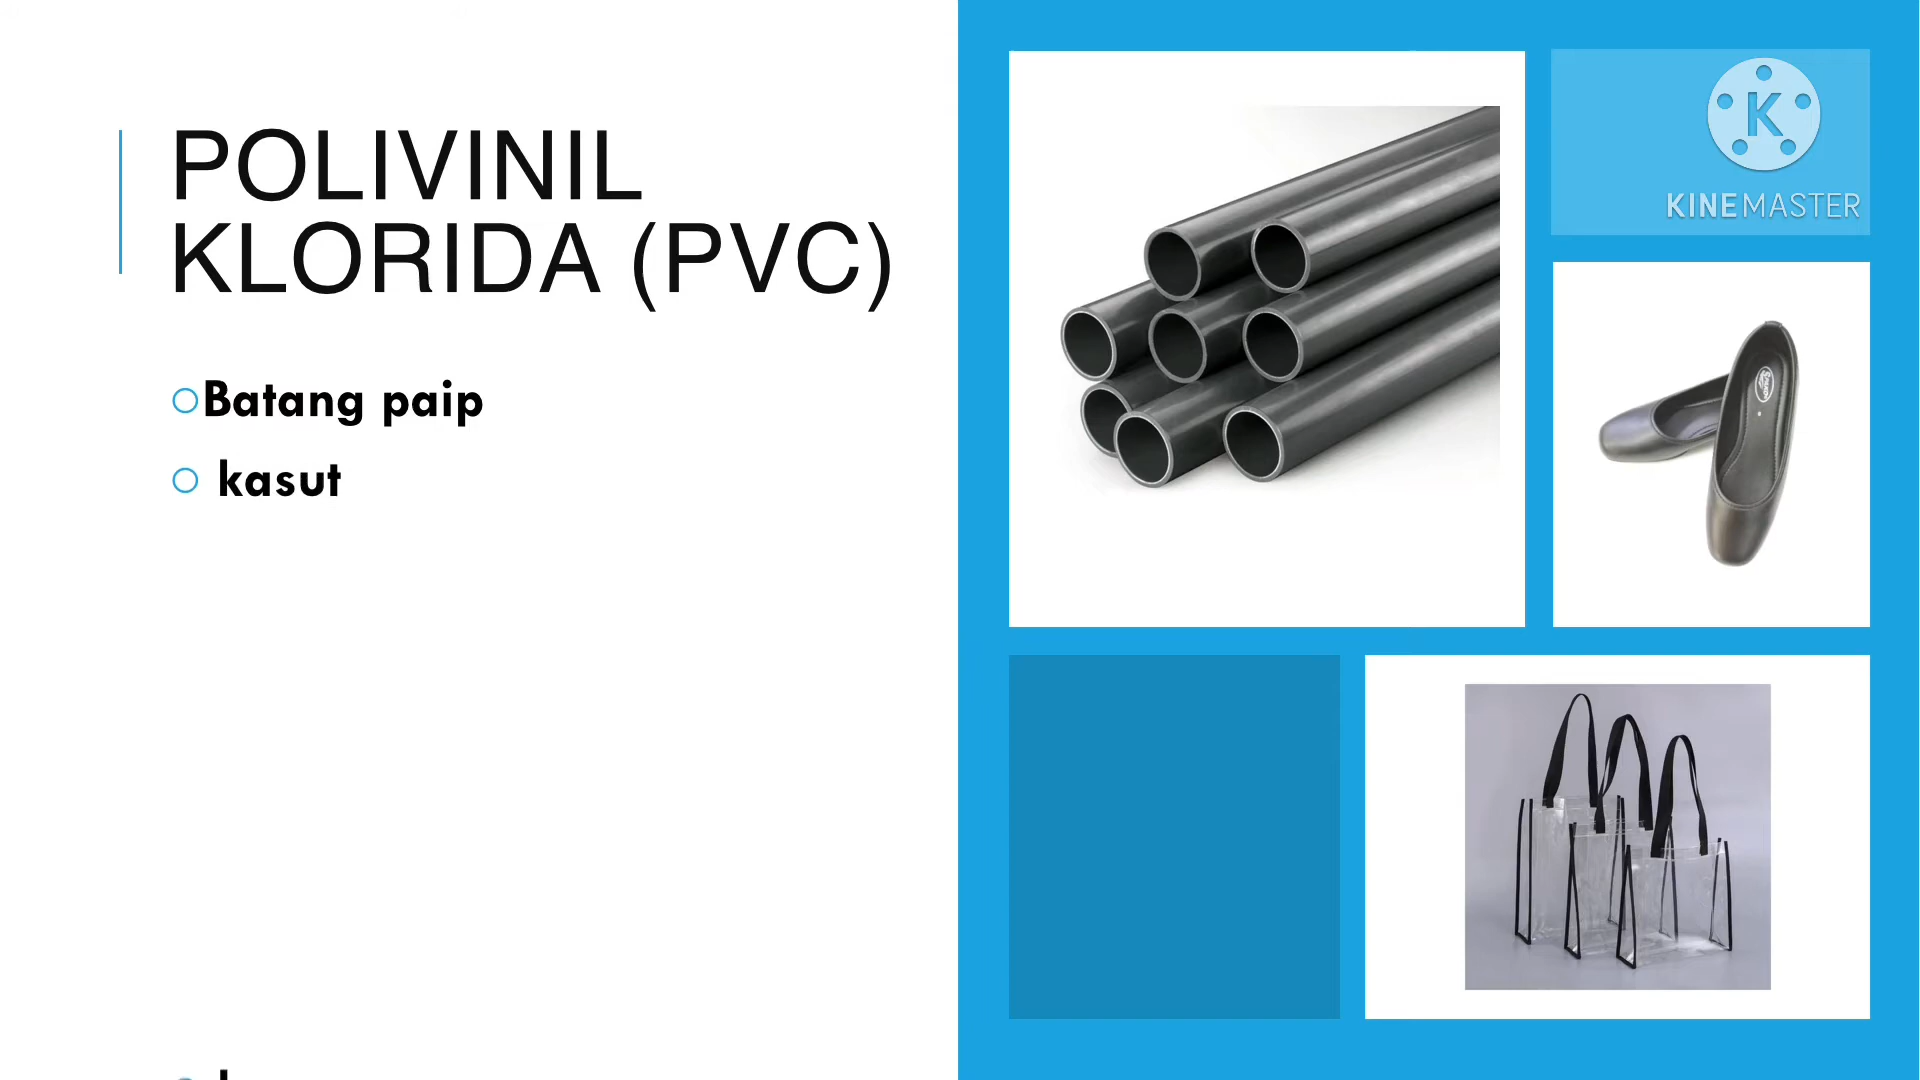 POLIVINIL
KLORIDA (PVC)
Batang paip
kasut
K
KINEMASTER